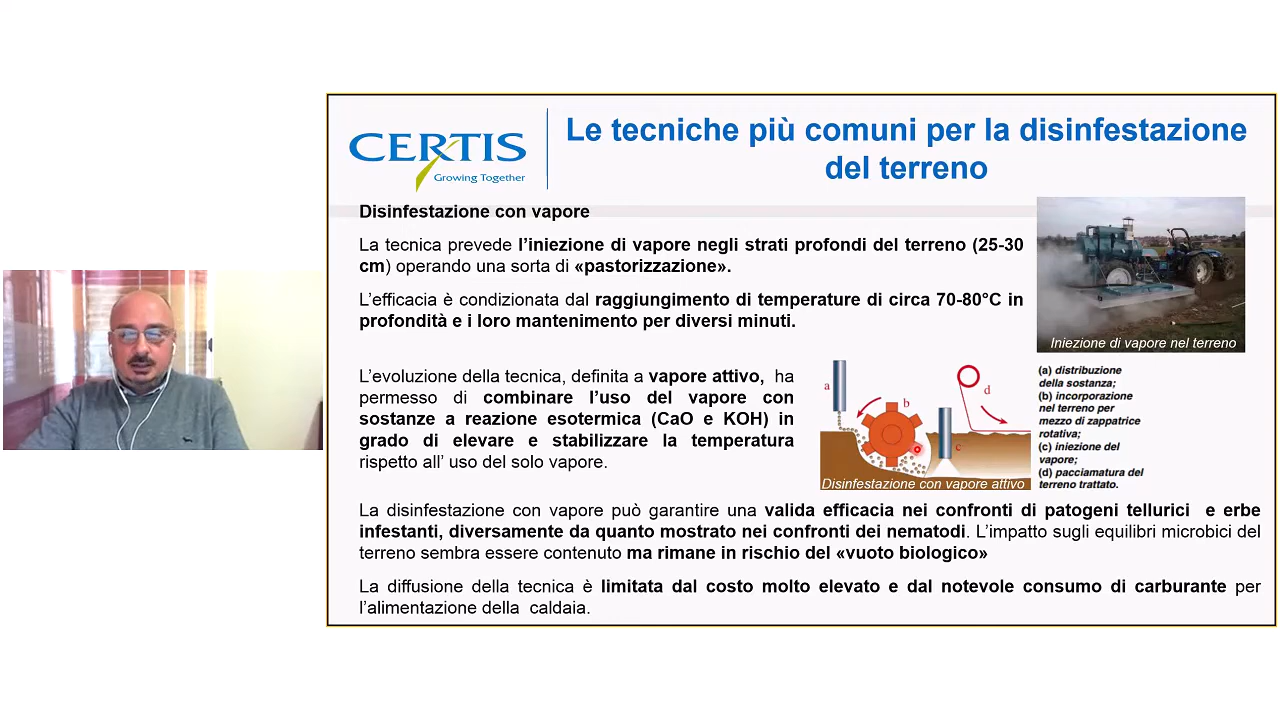 CERTIS
Growing Together
Le tecniche più comuni per la disinfestazione
del terreno
Disinfestazione con vapore
La tecnica prevede l’iniezione di vapore negli strati profondi del terreno (25-30
cm) operando una sorta di «pastorizzazione».
L’efficacia è condizionata dal raggiungimento di temperature di circa 70-80°C in
profondità e i loro mantenimento per diversi minuti.
Iniezione di vapore nel terreno
L’evoluzione della tecnica, definita a vapore attivo, ha
permesso di combinare l’uso del vapore con
sostanze a reazione esotermica (CaO e KOH) in
grado di elevare e stabilizzare la temperatura
rispetto all’ uso del solo vapore.
a
b
c
d
Disinfestazione con vapore attivo
(a) distribuzione
della sostanza;
(b) incorporazione
nel terreno per
mezzo di zappatrice
rotativa;
(c) iniezione del
vapore;
(d) pacciamatura del
terreno trattato.
La disinfestazione con vapore può garantire una valida efficacia nei confronti di patogeni tellurici e erbe
infestanti, diversamente da quanto mostrato nei confronti dei nematodi. L’impatto sugli equilibri microbici del
terreno sembra essere contenuto ma rimane in rischio del «vuoto biologico»
La diffusione della tecnica è limitata dal costo molto elevato e dal notevole consumo di carburante per
l’alimentazione della caldaia.